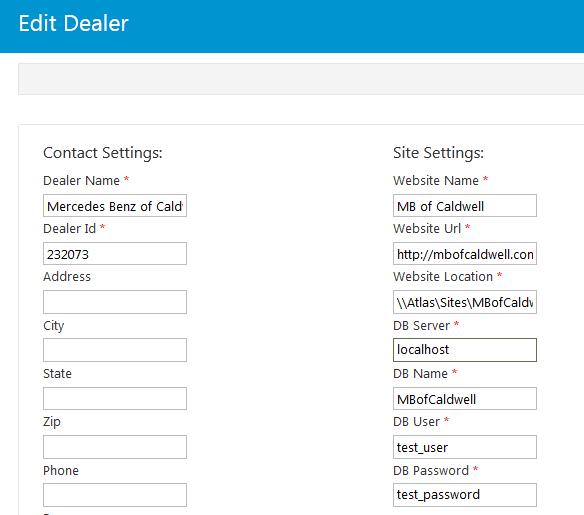 Edit Dealer
Contact Settings:
Dealer Name *
Mercedes Benz of Cald
Dealer Id *
232073
Address
City
State
Zip
Phone
Site Settings:
Website Name *
MB of Caldwell
Website Url *
http://mbofcaldwell.con
Website Location *
\\Atlas\Sites\MBofCald
DB Server *
localhost
DB Name *
MBofCaldwell
DB User *
test_user
DB Password *
test_password